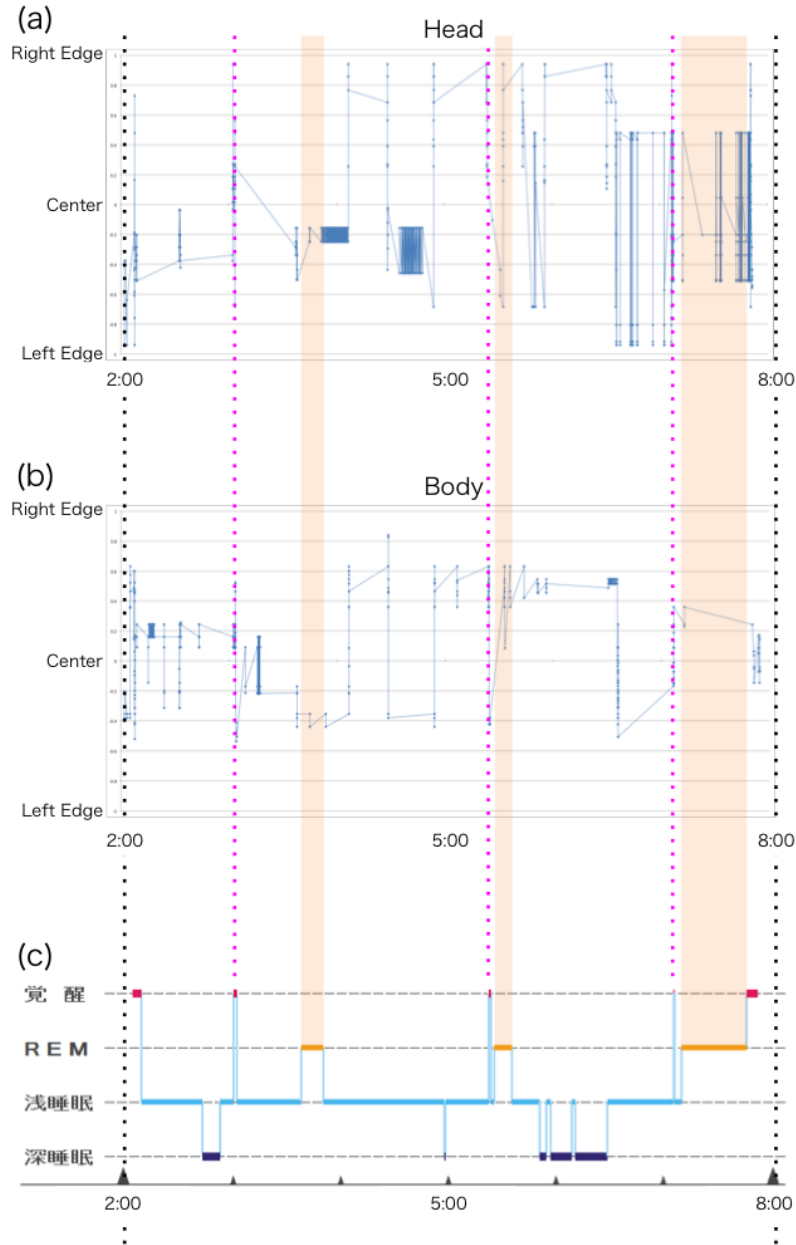 (a)
Head
Right Edge
Center
Left Edge
2:00 5:00 8:00
(b)
Body
Right Edge
Center
Left Edge
2:00 5:00 8:00
(c)
覚 醒
R E M
浅睡眠
深睡眠
2:00 5:00 8:00